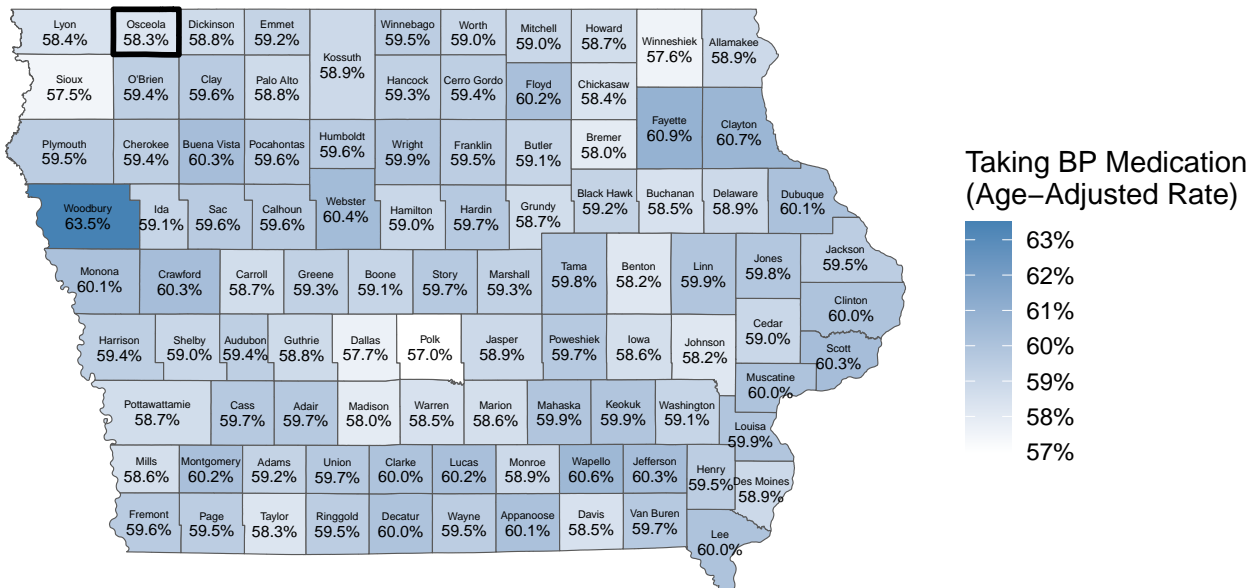 Lyon
58.4%
Osceola
58.3%
Dickinson
58.8%
Emmet
59.2%
Kossuth
58.9%
Winnebago
59.5%
Worth
59.0%
Mitchell
59.0%
Howard
58.7%
Winneshiek
57.6%
Allamakee
58.9%
Sioux
57.5%
O'Brien
59.4%
Clay
59.6%
Palo Alto
58.8%
Hancock
59.3%
Cerro Gordo
59.4%
Floyd
60.2%
Chickasaw
58.4%
Fayette
60.9%
Clayton
60.7%
Plymouth
59.5%
Cherokee
59.4%
Buena Vista
60.3%
Pocahontas
59.6%
Humboldt
59.6%
Wright
59.9%
Franklin
59.5%
Butler
59.1%
Bremer
58.0%
Woodbury
63.5%
Ida
59.1%
Sac
59.6%
Calhoun
59.6%
Webster
60.4%
Hamilton
59.0%
Hardin
59.7%
Grundy
58.7%
Black Hawk
59.2%
Buchanan
58.5%
Delaware
58.9%
Dubuque
60.1%
Monona
60.1%
Crawford
60.3%
Carroll
58.7%
Greene
59.3%
Boone
59.1%
Story
59.7%
Marshall
59.3%
Tama
59.8%
Benton
58.2%
Linn
59.9%
Jones
59.8%
Jackson
59.5%
Clinton
60.0%
Harrison
59.4%
Shelby
59.0%
Audubon
59.4%
Guthrie
58.8%
Dallas
57.7%
Polk
57.0%
Jasper
58.9%
Poweshiek
59.7%
Iowa
58.6%
Johnson
58.2%
Cedar
59.0%
Scott
60.3%
Muscatine
60.0%
Pottawattamie
58.7%
Cass
59.7%
Adair
59.7%
Madison
58.0%
Warren
58.5%
Marion
58.6%
Mahaska
59.9%
Keokuk
59.9%
Washington
59.1%
Louisa
59.9%
Mills
58.6%
Montgomery
60.2%
Adams
59.2%
Union
59.7%
Clarke
60.0%
Lucas
60.2%
Monroe
58.9%
Wapello
60.6%
Jefferson
60.3%
Henry
59.5%
Des Moines
58.9%
Fremont
59.6%
Page
59.5%
Taylor
58.3%
Ringgold
59.5%
Decatur
60.0%
Wayne
59.5%
Appanoose
60.1%
Davis
58.5%
Van Buren
59.7%
Lee
60.0%
Taking BP Medication
(Age−Adjusted Rate)
63%
62%
61%
60%
59%
58%
57%